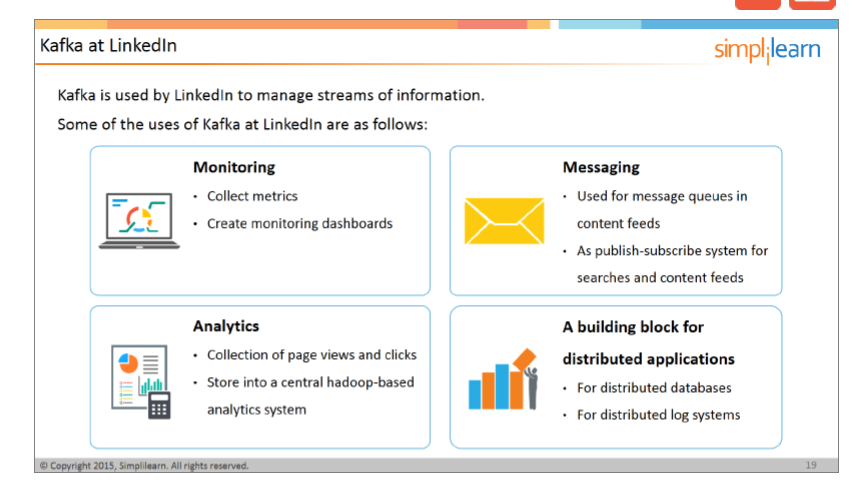 Kafka at LinkedIn
simplilearn
Kafka is used by LinkedIn to manage streams of information.
Some of the uses of Kafka at LinkedIn are as follows:
Monitoring
• Collect metrics
• Create monitoring dashboards
Messaging
• Used for message queues in
content feeds
• As publish-subscribe system for
searches and content feeds
Analytics
• Collection of page views and clicks
• Store into a central hadoop-based
analytics system
A building block for
distributed applications
• For distributed databases
• For distributed log systems
© Copyright 2015, Simplilearn. All rights reserved.
19